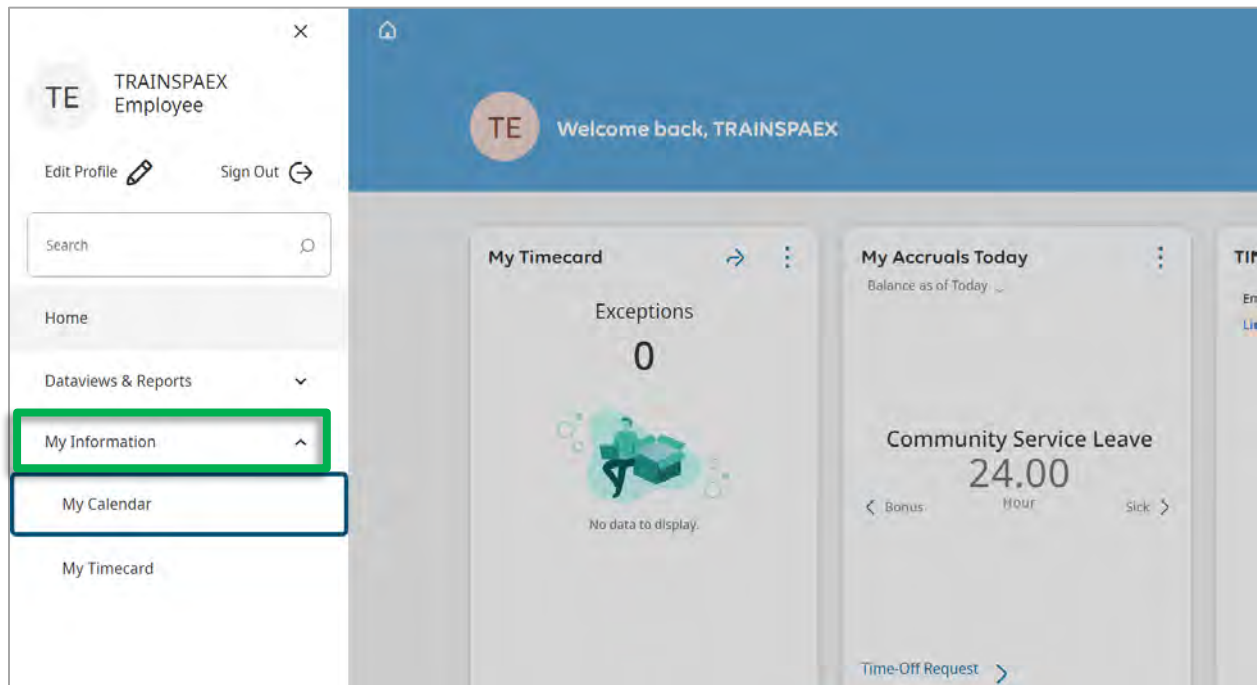 TE
TRAINSPAEX
Employee
Edit Profile
Sign Out
Search
Home
Dataviews & Reports
My Information
My Calendar
My Timecard
TE
Welcome back, TRAINSPAEX
My Timecard
Exceptions
0
No data to display.
My Accruals Today
Balance as of Today
Community Service Leave
24.00
Hour
Bonus
Sick
Time-Off Request